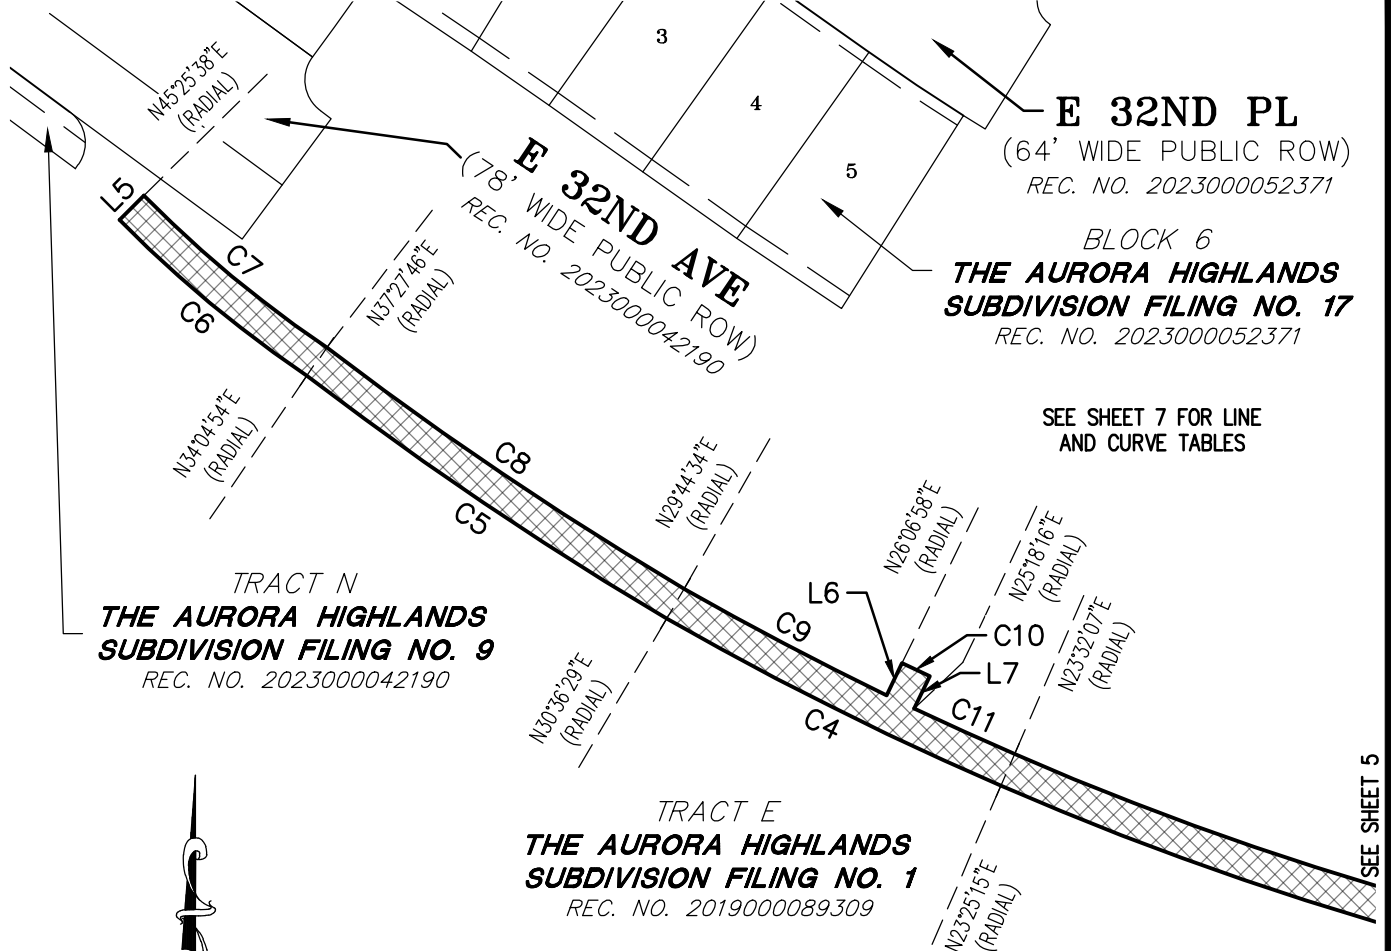 3
4
5
N45°25'38"E
(RADIAL)
E 32ND PL
(64' WIDE PUBLIC ROW)
REC. NO. 2023000052371
E 32ND AVE
(78' WIDE PUBLIC ROW)
REC. NO. 2023000042190
BLOCK 6
THE AURORA HIGHLANDS
SUBDIVISION FILING NO. 17
REC. NO. 2023000052371
L5
C7
C6
N37°27'46"E
(RADIAL)
N34°04'54"E
(RADIAL)
SEE SHEET 7 FOR LINE
AND CURVE TABLES
C8
C5
N29°44'34"E
(RADIAL)
N26°06'58"E
(RADIAL)
N25°18'16"E
(RADIAL)
TRACT N
THE AURORA HIGHLANDS
SUBDIVISION FILING NO. 9
REC. NO. 2023000042190
L6
C9
C10
L7
N23°32'07"E
(RADIAL)
N30°36'29"E
(RADIAL)
C4
C11
TRACT E
THE AURORA HIGHLANDS
SUBDIVISION FILING NO. 1
REC. NO. 2019000089309
N23°25'15"E
(RADIAL)
SEE SHEET 5